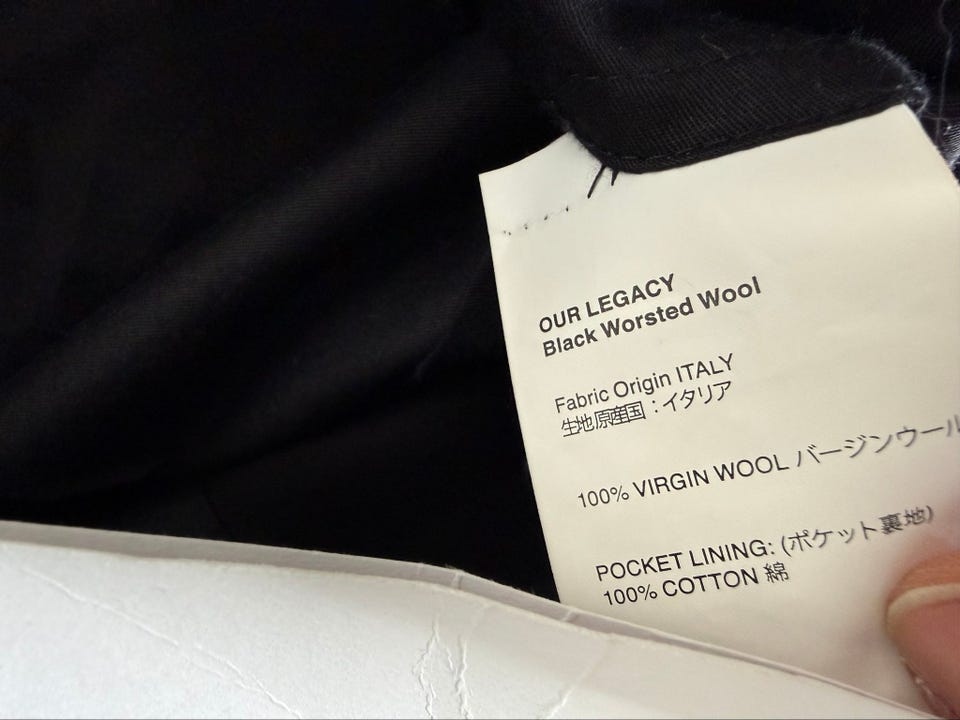 OUR LEGACY
Black Worsted Wool
Fabric Origin ITALY
生地原産国：イタリア
100% VIRGIN WOOL バージンウール
POCKET LINING: (ポケット裏地)
100% COTTON 綿